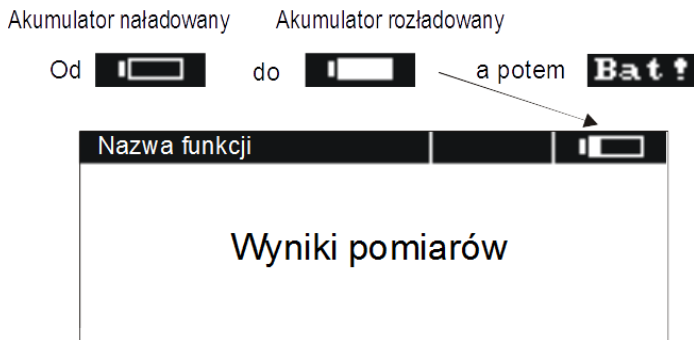 Akumulator naładowany Akumulator rozładowany
Od do a potem Bat!
Nazwa funkcji
Wyniki pomiarów